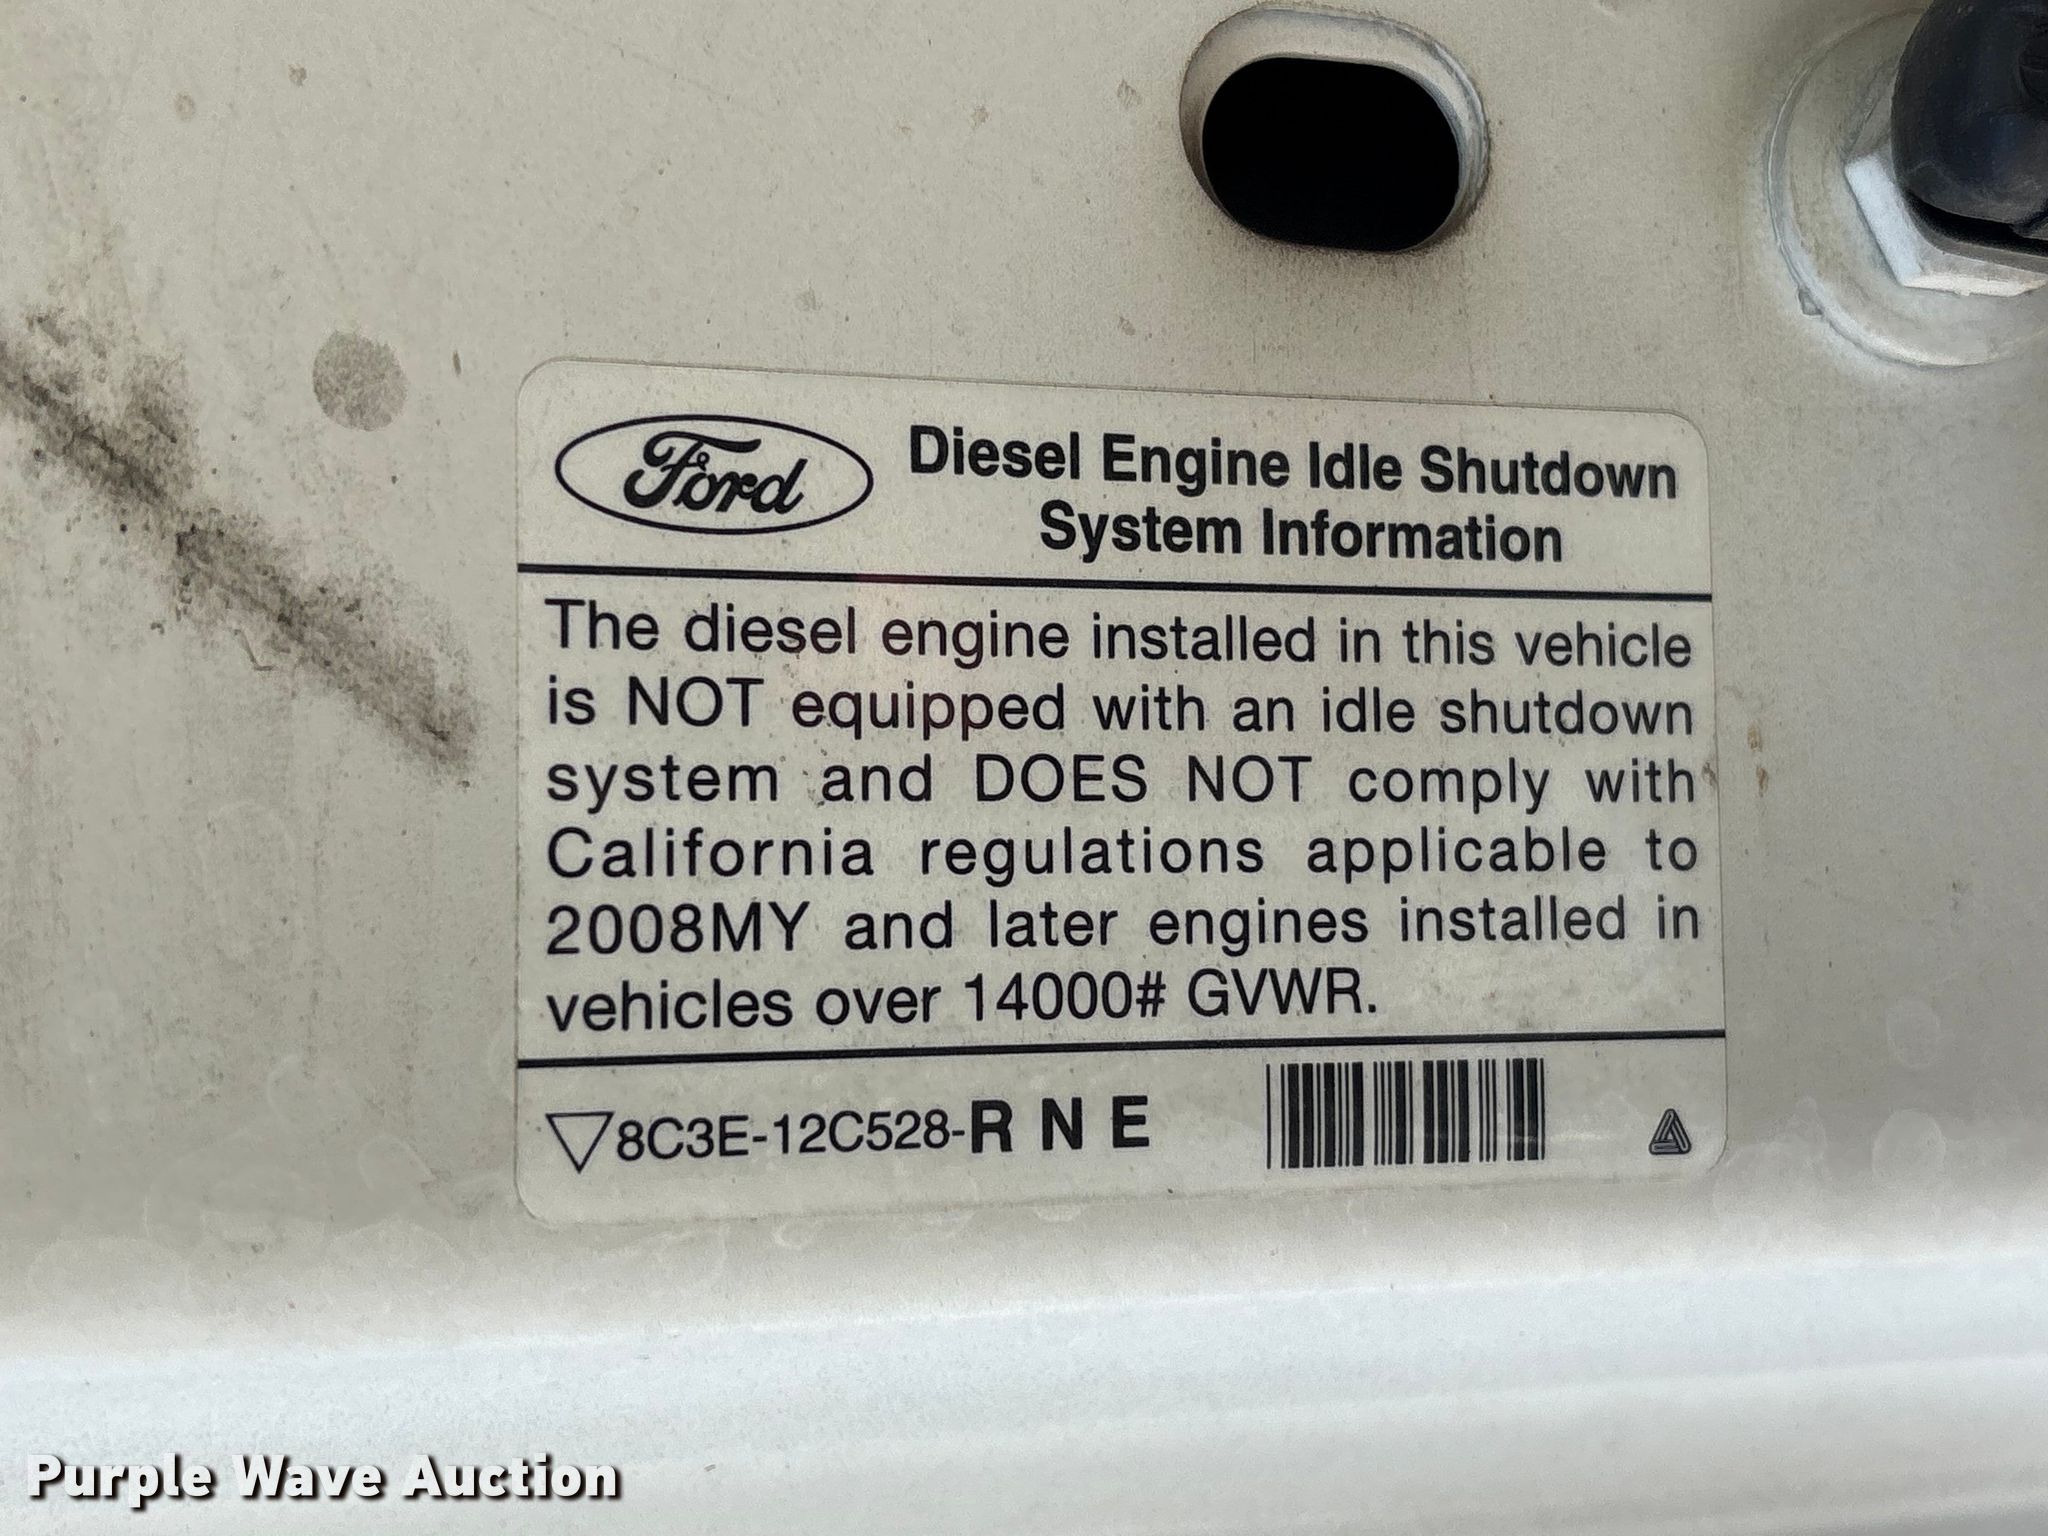 Ford
Diesel Engine Idle Shutdown
System Information
The diesel engine installed in this vehicle
is NOT equipped with an idle shutdown
system and DOES NOT comply with
California regulations applicable to
2008MY and later engines installed in
vehicles over 14000# GVWR.
8C3E-12C528-R N E
Purple Wave Auction